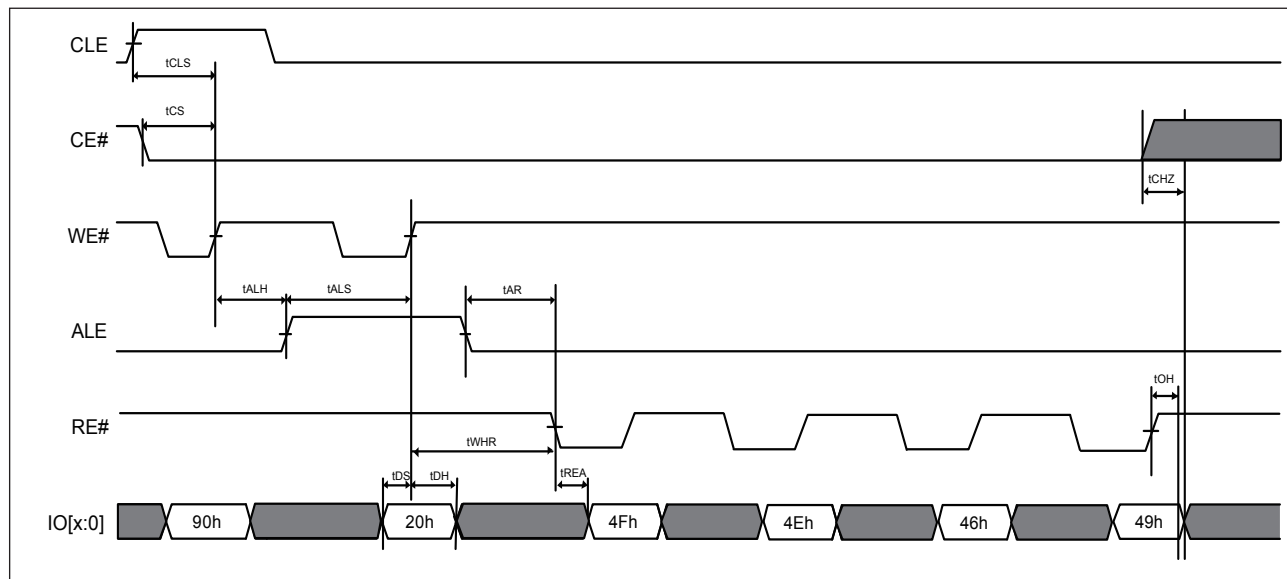 CLE
tCLS
tCS
CE#
tCHZ
WE#
tALH tALS tAR
ALE
tOH
RE#
tWHR
tDS tDH tREA
IO[x:0] 90h 20h 4Fh 4Eh 46h 49h